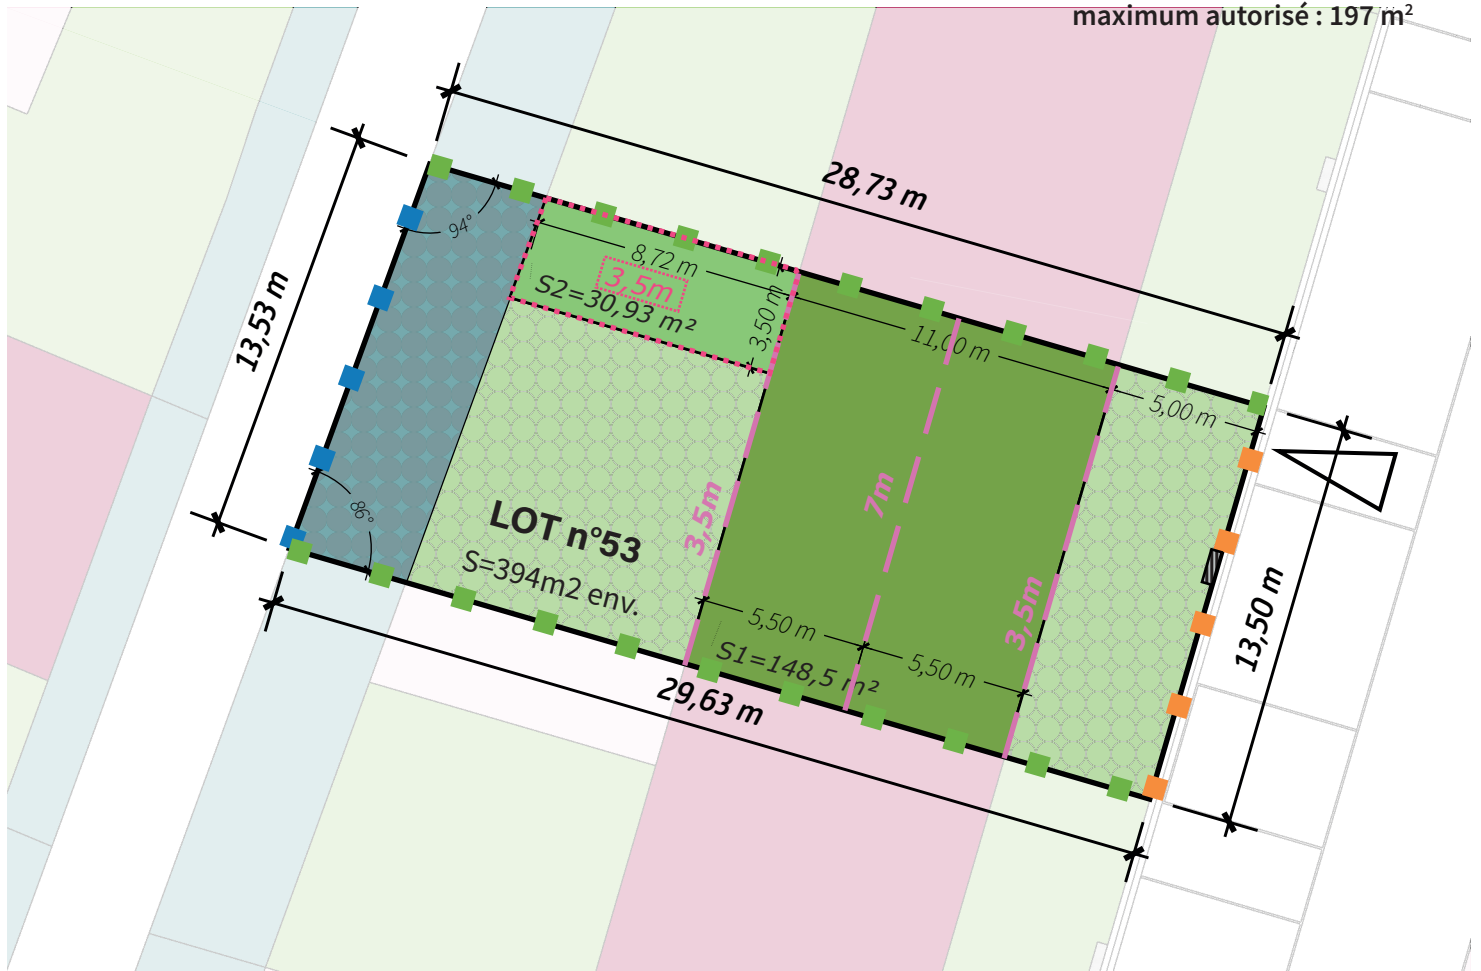 maximum autorisé : 197 m²
28,73 m
94°
8,72 m
3,5m
S2=30,93 m²
3,50 m
11,00 m
5,00 m
13,53 m
7m
3,5m
86°
LOT n°53
S=394m2 env.
3,5m
13,50 m
5,50 m
5,50 m
S1=148,5 m²
29,63 m